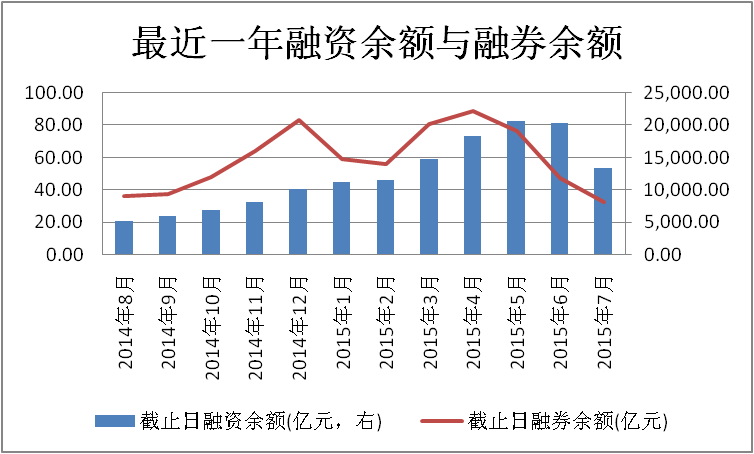 最近一年融资余额与融券余额
100.00
80.00
60.00
40.00
20.00
0.00
25,000.00
20,000.00
15,000.00
10,000.00
5,000.00
0.00
2014年8月
2014年9月
2014年10月
2014年11月
2014年12月
2015年1月
2015年2月
2015年3月
2015年4月
2015年5月
2015年6月
2015年7月
截止日融资余额(亿元，右)
截止日融券余额(亿元)